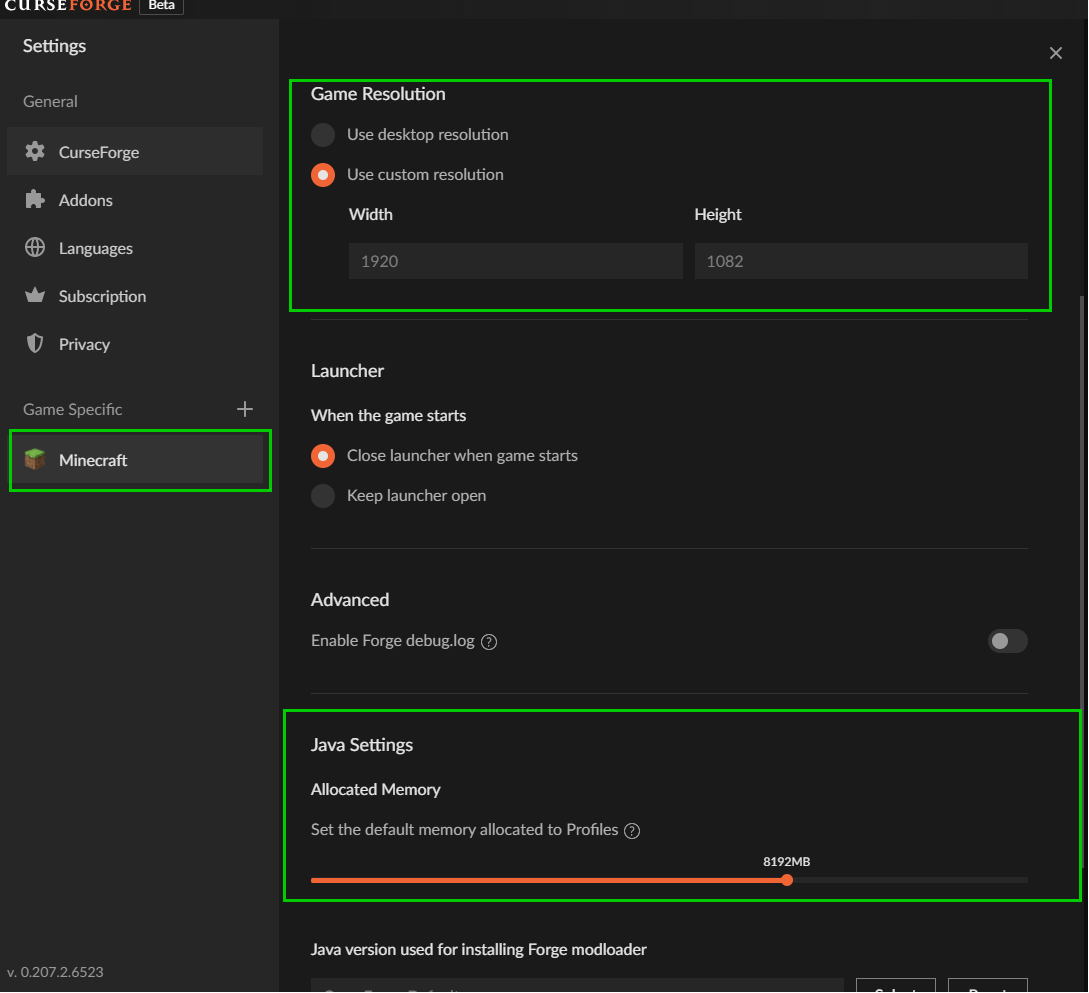 CURSEFORGE Beta
Settings
General
CurseForge
Addons
Languages
Subscription
Privacy
Game Specific
Minecraft
v. 0.207.2.6523
Game Resolution
Use desktop resolution
Use custom resolution
Width Height
1920 1082
Launcher
When the game starts
Close launcher when game starts
Keep launcher open
Advanced
Enable Forge debug.log ?
Java Settings
Allocated Memory
Set the default memory allocated to Profiles ?
8192MB
Java version used for installing Forge modloader